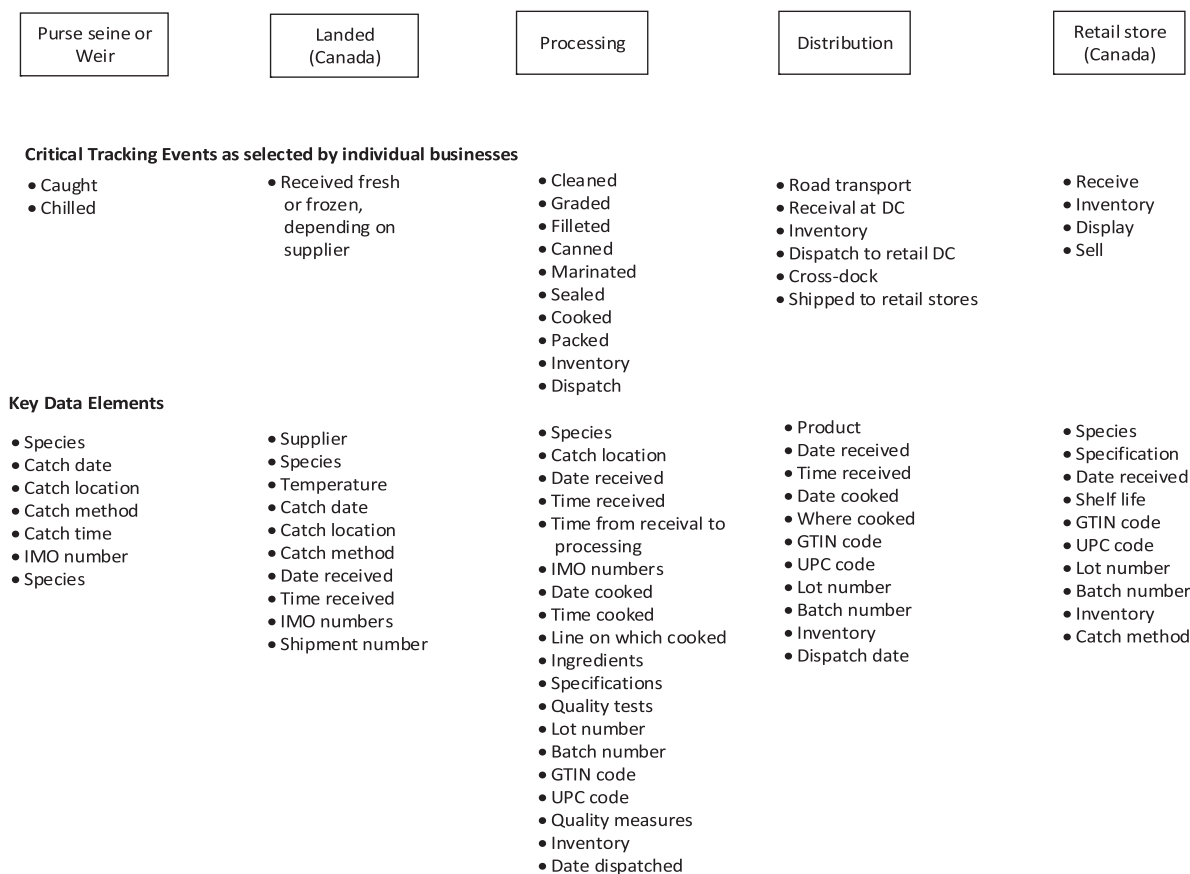 Purse seine or
Weir
Landed
(Canada)
Processing
Distribution
Retail store
(Canada)
Critical Tracking Events as selected by individual businesses
• Caught
• Chilled
• Received fresh
or frozen,
depending on
supplier
• Cleaned
• Graded
• Filleted
• Canned
• Marinated
• Sealed
• Cooked
• Packed
• Inventory
• Dispatch
• Road transport
• Receival at DC
• Inventory
• Dispatch to retail DC
• Cross-dock
• Shipped to retail stores
• Receive
• Inventory
• Display
• Sell
Key Data Elements
• Species
• Catch date
• Catch location
• Catch method
• Catch time
• IMO number
• Species
• Supplier
• Species
• Temperature
• Catch date
• Catch location
• Catch method
• Date received
• Time received
• IMO numbers
• Shipment number
• Species
• Catch location
• Date received
• Time received
• Time from receival to
processing
• IMO numbers
• Date cooked
• Time cooked
• Line on which cooked
• Ingredients
• Specifications
• Quality tests
• Lot number
• Batch number
• GTIN code
• UPC code
• Quality measures
• Inventory
• Date dispatched
• Product
• Date received
• Time received
• Date cooked
• Where cooked
• GTIN code
• UPC code
• Lot number
• Batch number
• Inventory
• Dispatch date
• Species
• Specification
• Date received
• Shelf life
• GTIN code
• UPC code
• Lot number
• Batch number
• Inventory
• Catch method